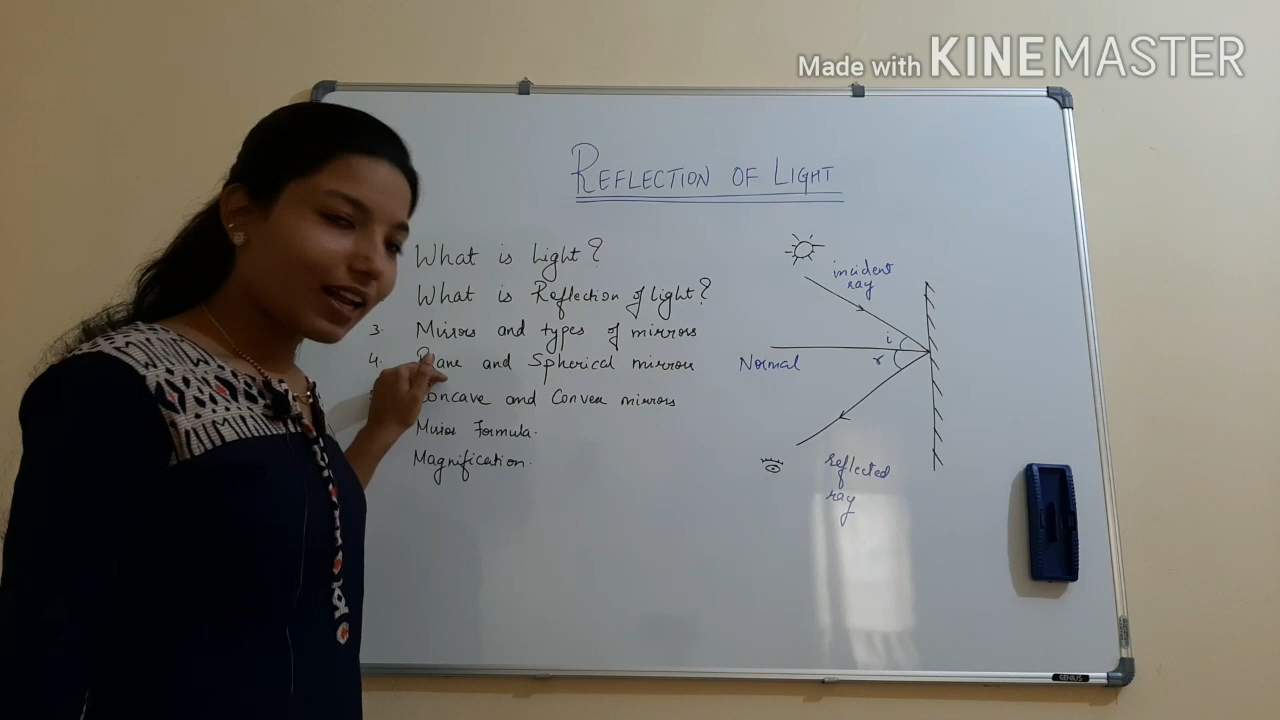 Made with KINEMASTER
REFLECTION OF LIGHT
What is Light?
What is Reflection of light?
3. Mirrors and types of mirrors
4. Plane and Spherical mirrors
Concave and Convex mirrors
Mirror Formula.
Magnification.
incident
ray
i
r
Normal
reflected
ray
GENIUS